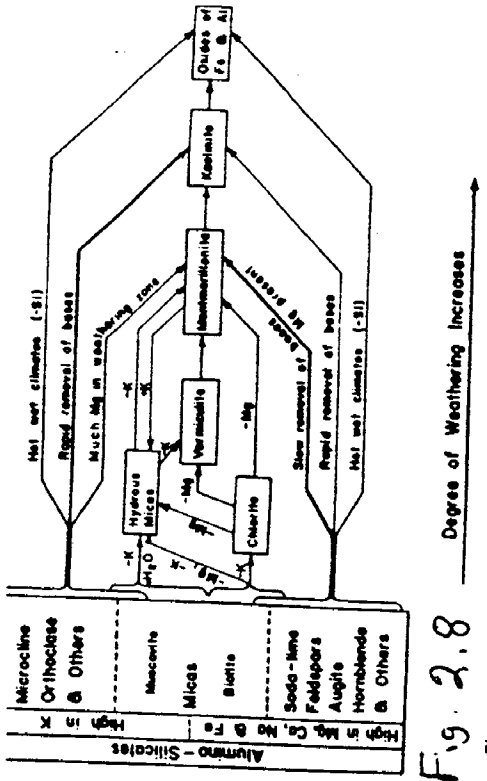 Alumino - Silicates
High in K
High in Mg, Ca, Na & Fe
Microcline
Orthoclase
& Others
Muscovite
Micas
Biotite
Soda-lime
Feldspars
Augite
Hornblende
& Others
Hot wet climates (-Si)
Rapid removal of bases
Much Mg in weathering zone
-K
H₂O
Hydrous
Micas
-K
+K
-Mg, -K
-Mg
-Mg
Chlorite
Vermiculite
-Mg
Montmorillonite
Kaolinite
Oxides of
Fe & Al
Slow removal of
bases
Mg present
Rapid removal of bases
Hot wet climates (-Si)
Degree of Weathering Increases
Fig. 2.8